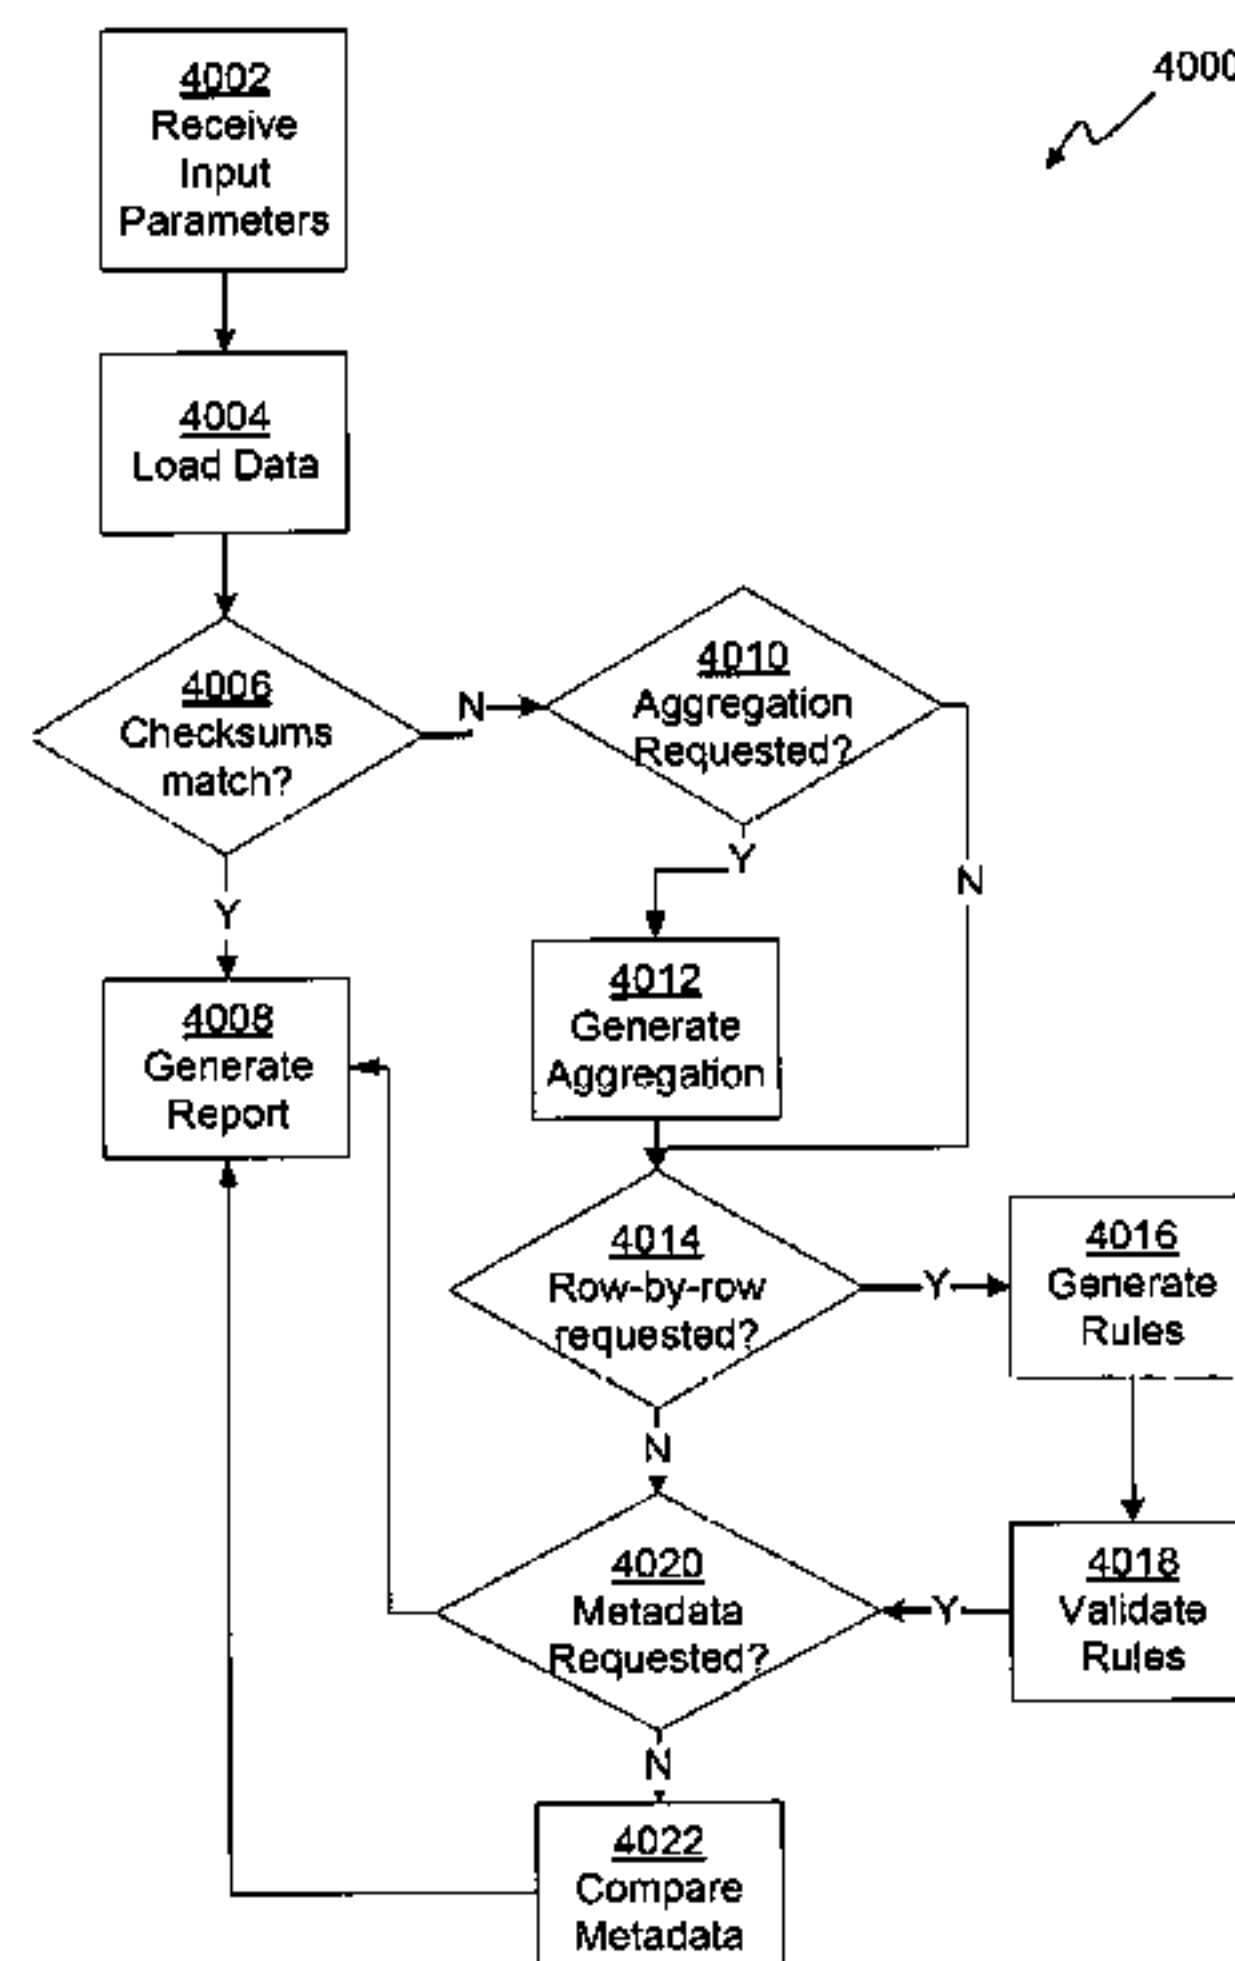 4000
4002
Receive
Input
Parameters
4004
Load Data
4006
Checksums
match?
N
Y
4010
Aggregation
Requested?
Y
N
4008
Generate
Report
4012
Generate
Aggregation
4014
Row-by-row
requested?
Y
N
4016
Generate
Rules
4018
Validate
Rules
Y
4020
Metadata
Requested?
N
4022
Compare
Metadata